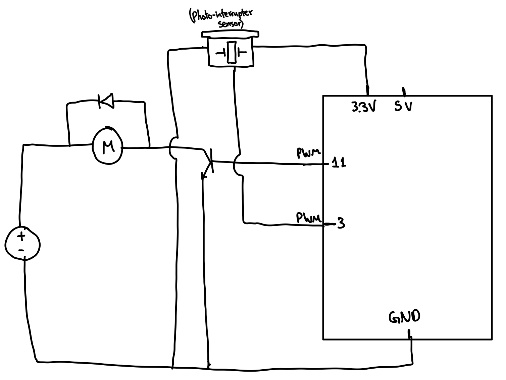 (Photo-interrupter
Sensor)
3.3V 5V
M
PWM
11
PWM
3
+
-
GND